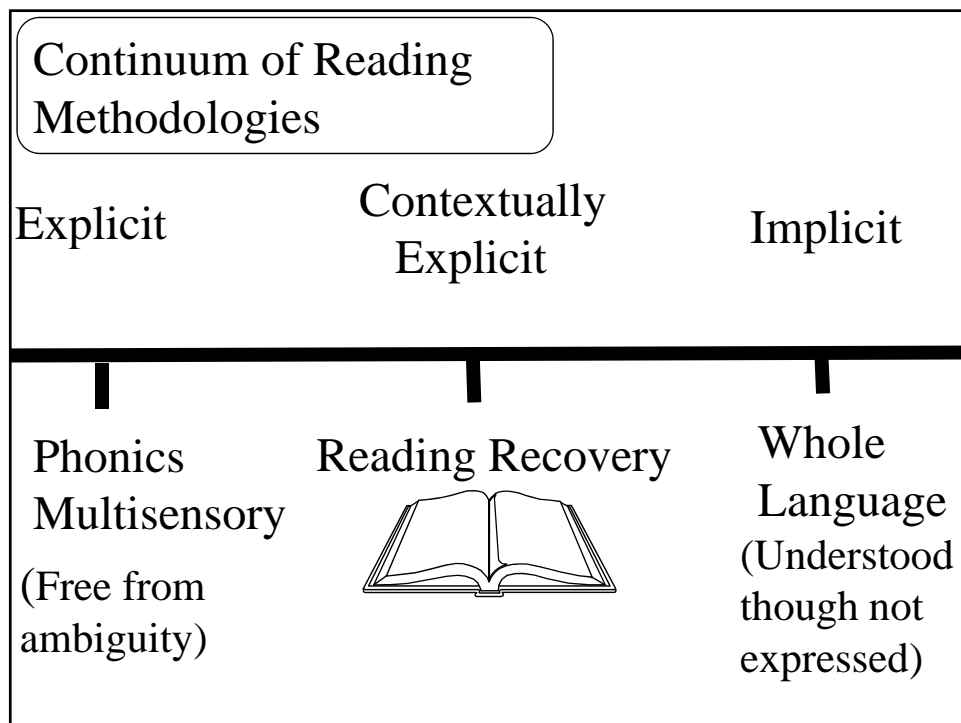 Continuum of Reading
Methodologies
Explicit
Contextually
Explicit
Implicit
Phonics
Multisensory
(Free from
ambiguity)
Reading Recovery
Whole
Language
(Understood
though not
expressed)